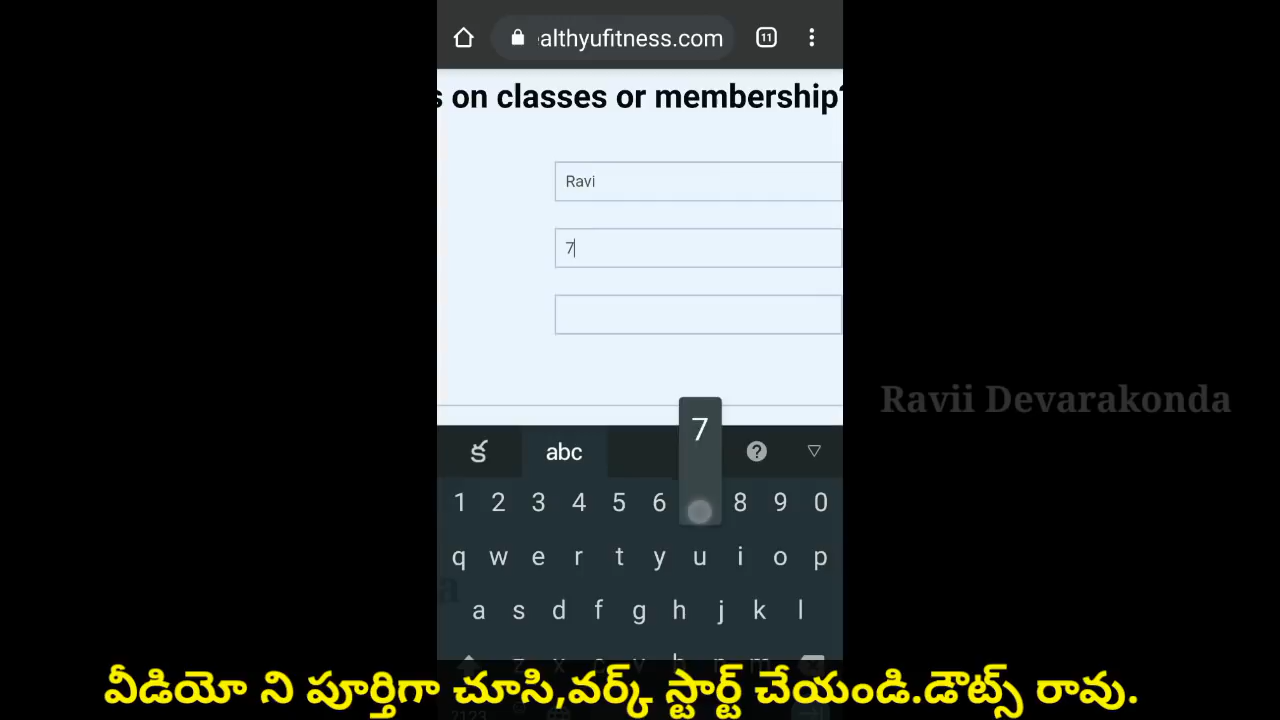 althyufitness.com
11
s on classes or membership?
Ravi
7
Ravii Devarakonda
7
క abc ?
1 2 3 4 5 6 8 9 0
q w e r t y u i o p
a s d f g h j k l
వీడియో ని పూర్తిగా చూసి,వర్క్ స్టార్ట్ చేయండి.డౌట్స్ రావు.